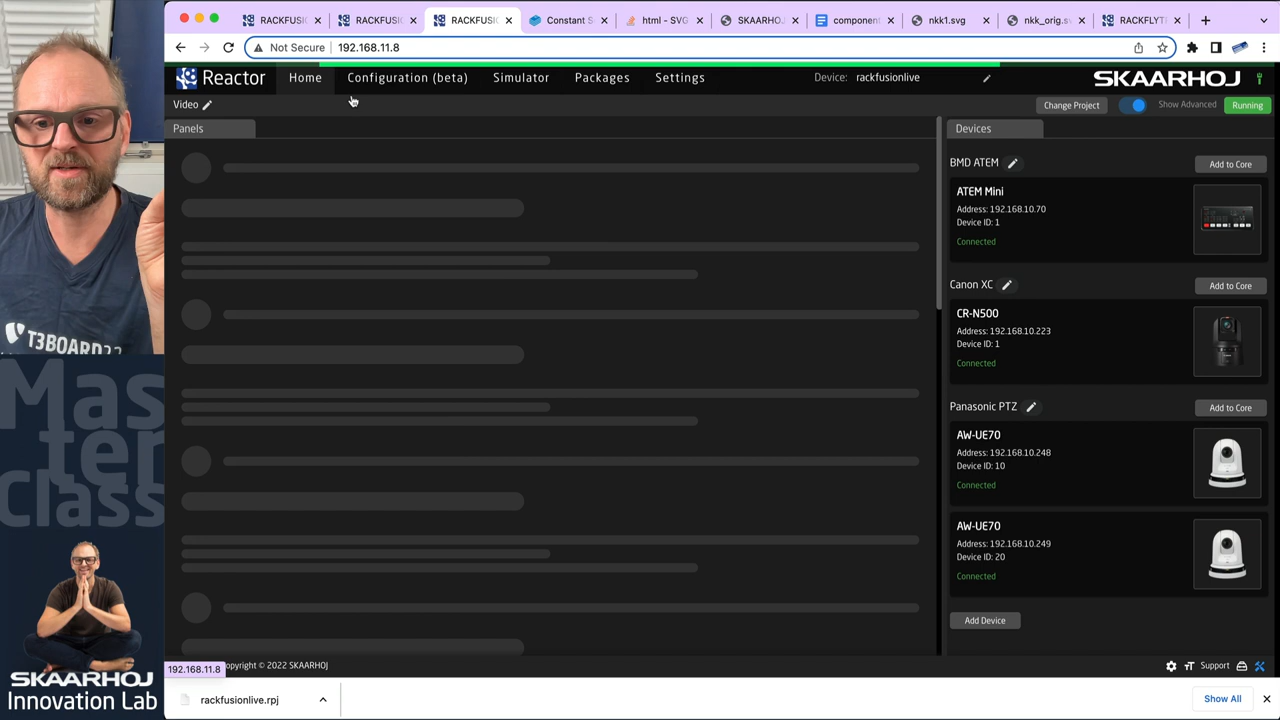 RACKFUSIC
RACKFUSIC
RACKFUSIC
Constant S
html - SVG
SKAARHOJ
component
nkk1.svg
nkk_orig.sv
RACKFLYT
Not Secure
192.168.11.8
Reactor
Home
Configuration (beta)
Simulator
Packages
Settings
Device:
rackfusionlive
SKAARHOJ
Video
Change Project
Show Advanced
Running
Panels
Devices
BMD ATEM
Add to Core
ATEM Mini
Address: 192.168.10.70
Device ID: 1
Connected
Canon XC
Add to Core
CR-N500
Address: 192.168.10.223
Device ID: 1
Connected
Panasonic PTZ
Add to Core
AW-UE70
Address: 192.168.10.248
Device ID: 10
Connected
AW-UE70
Address: 192.168.10.249
Device ID: 20
Connected
Add Device
192.168.11.8
opyright © 2022 SKAARHOJ
Support
rackfusionlive.rpj
Show All
Mas
ter
Class
SKAARHOJ
Innovation Lab